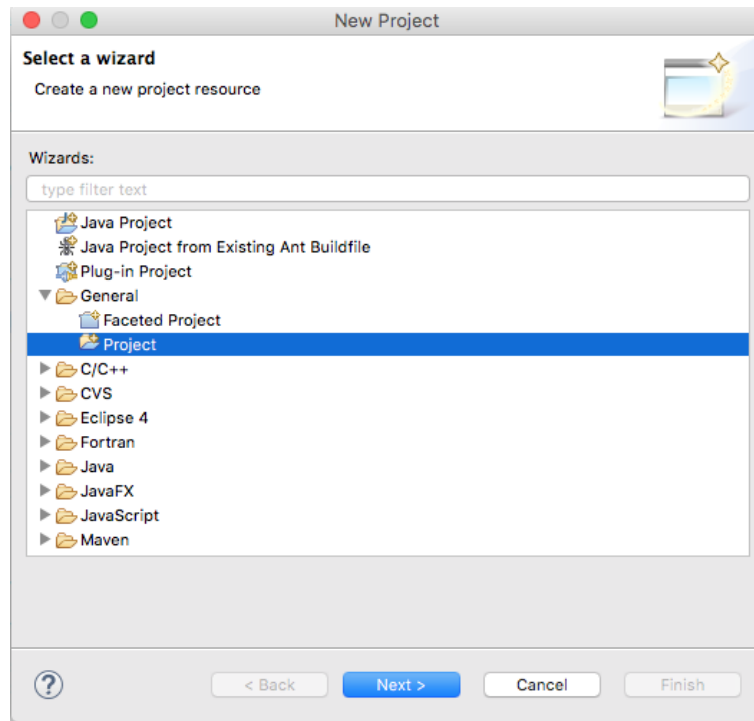 New Project
Select a wizard
Create a new project resource
Wizards:
type filter text
Java Project
Java Project from Existing Ant Buildfile
Plug-in Project
General
Faceted Project
Project
C/C++
CVS
Eclipse 4
Fortran
Java
JavaFX
JavaScript
Maven
?
< Back Next > Cancel Finish